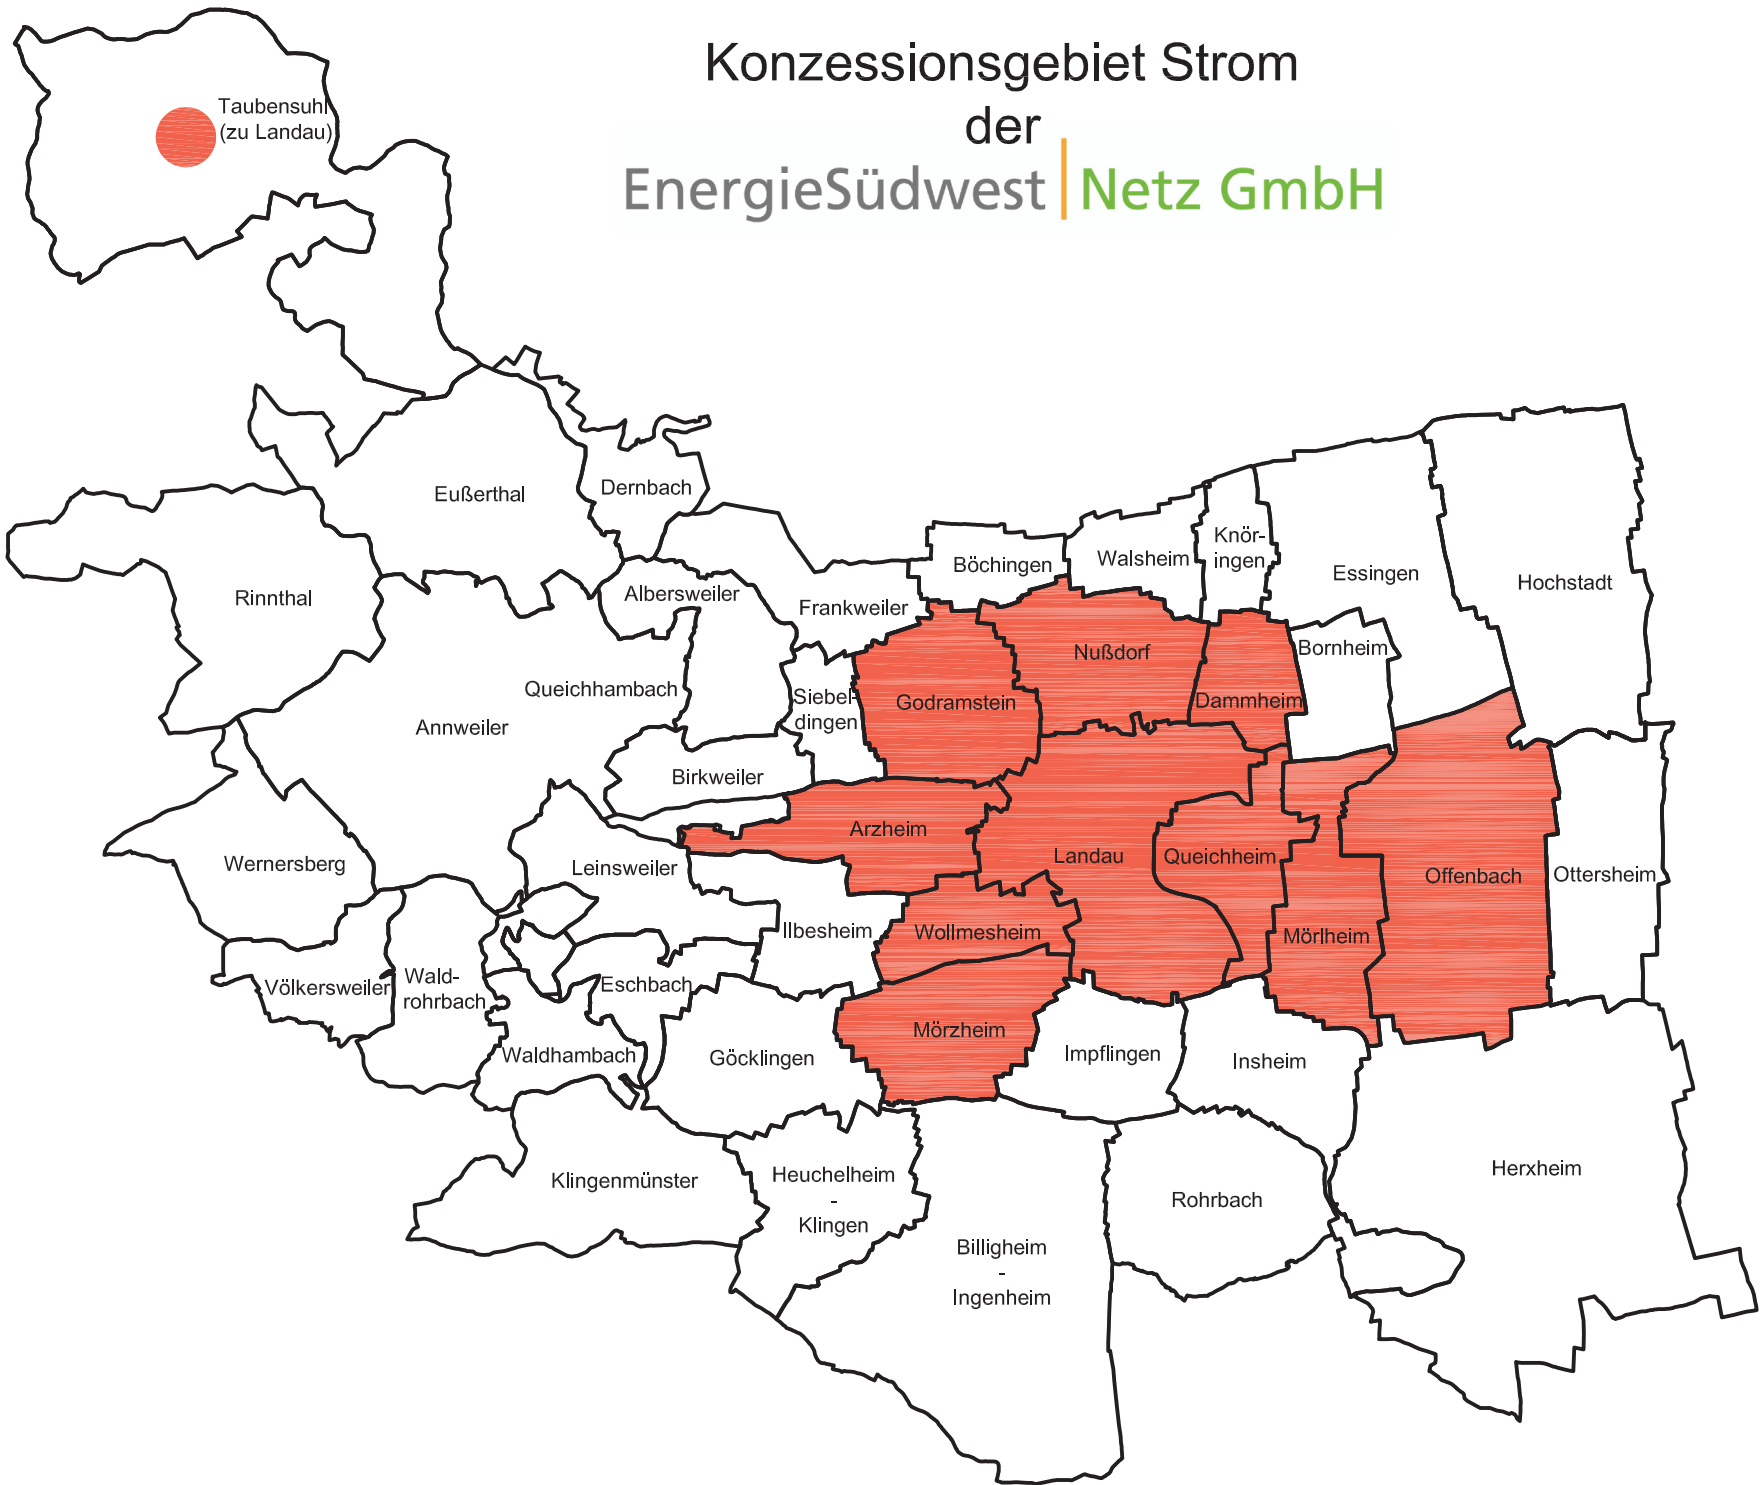 Konzessionsgebiet Strom
der
EnergieSüdwest Netz GmbH
Taubensuhl
(zu Landau)
Eußerthal
Dernbach
Rinnthal
Albersweiler
Frankweiler
Böchingen
Walsheim
Knör-
ingen
Essingen
Hochstadt
Bornheim
Nußdorf
Dammheim
Godramstein
Siebel-
dingen
Queichhambach
Annweiler
Birkweiler
Arzheim
Landau
Queichheim
Offenbach
Ottersheim
Wernersberg
Leinsweiler
Ilbesheim
Wollmesheim
Mörlheim
Völkersweiler
Wald-
rohrbach
Eschbach
Mörzheim
Waldhambach
Göcklingen
Impflingen
Insheim
Klingenmünster
Heuchelheim
-
Klingen
Rohrbach
Herxheim
Billigheim
-
Ingenheim